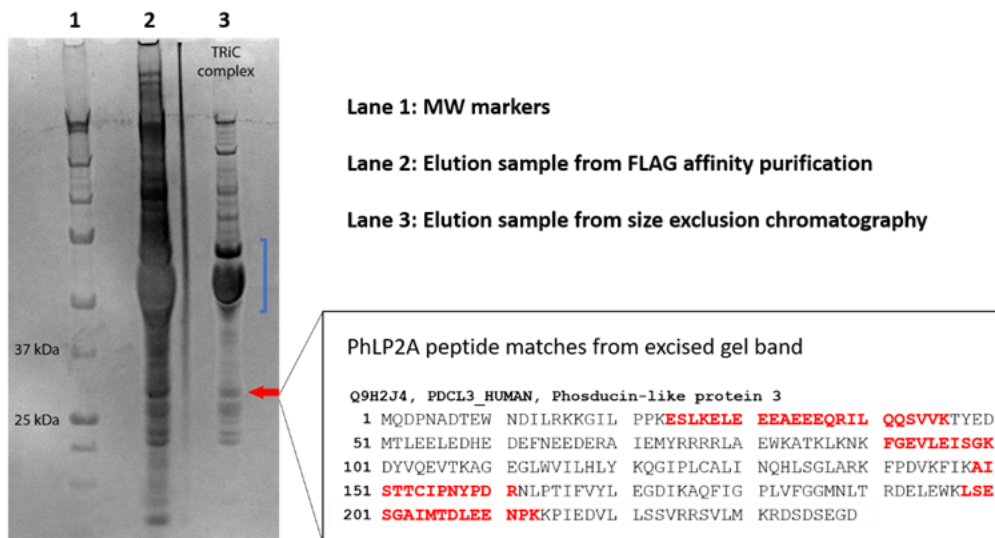 1 2 3
TRiC
complex
37 kDa
25 kDa
Lane 1: MW markers
Lane 2: Elution sample from FLAG affinity purification
Lane 3: Elution sample from size exclusion chromatography
PhLP2A peptide matches from excised gel band
Q9H2J4, PDCL3_HUMAN, Phosducin-like protein 3
1 MQDPNADTEW NDILRKKGIL PPKESLKELE EEAEEEQRIL QQSVVKTYED
51 MTLEELEDHE DEFNEEDERA IEMYRRRRLA EWKATKLKNK FGEVLEISGK
101 DYVQEVTKAG EGLWVILHLY KQGIPLCALI NQHLSGLARK FPDVKFIKAI
151 STTCIPNYPD RNLPTIFVYL EGDIKAQFIG PLVFGGMNLT RDELEWKLSE
201 SGAIMTDLEE NPKKPIEDVL LSSVRRSVLM KRDSDSEGD